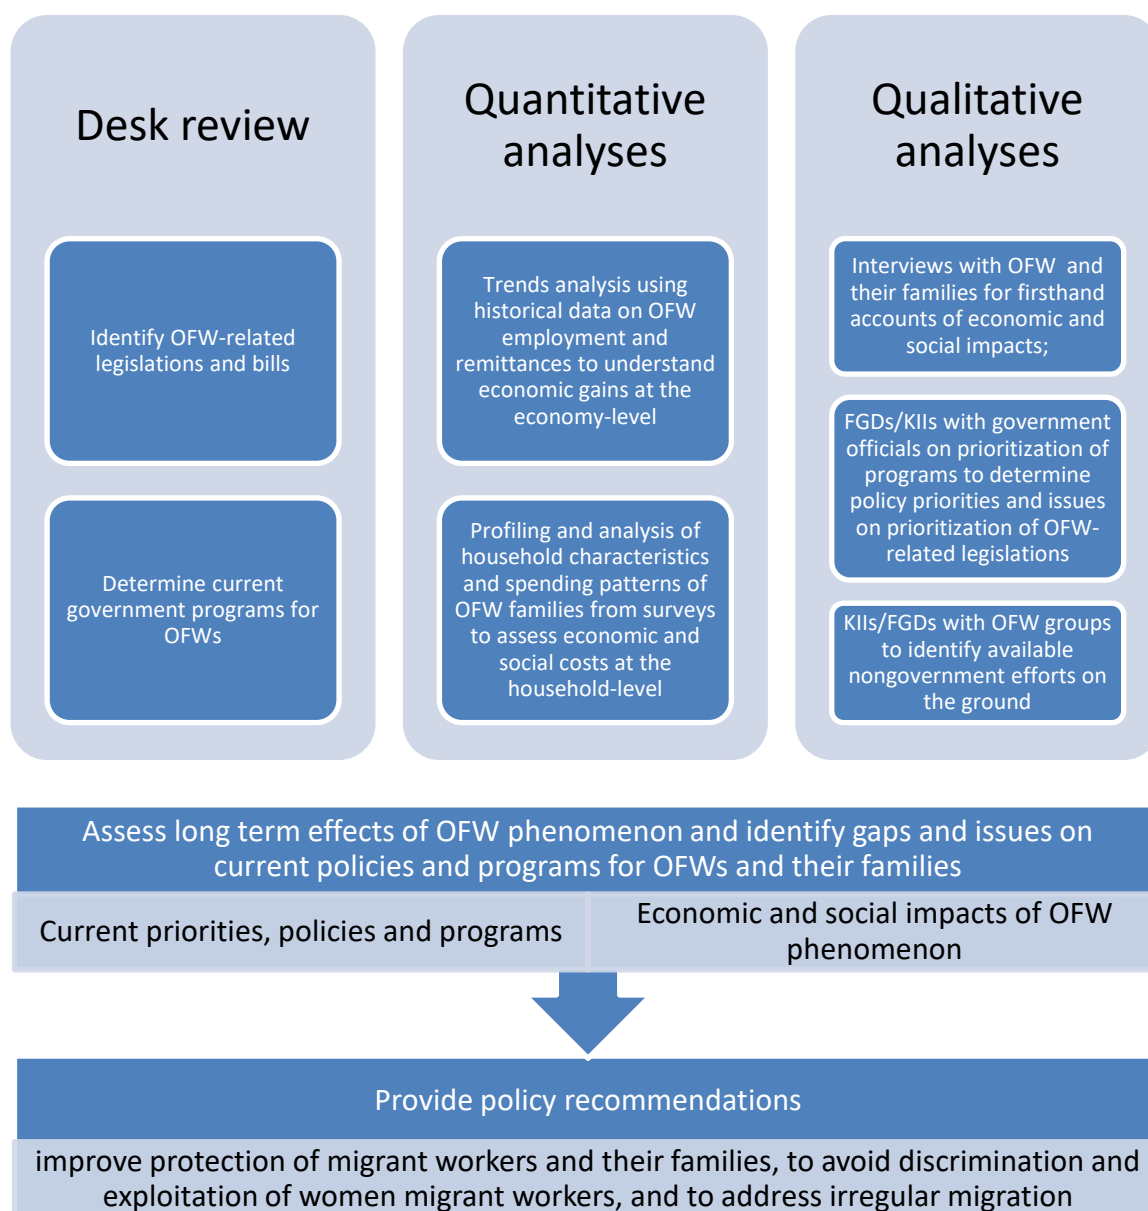 Desk review
Identify OFW-related
legislations and bills
Determine current
government programs for
OFWs
Quantitative
analyses
Trends analysis using
historical data on OFW
employment and
remittances to understand
economic gains at the
economy-level
Profiling and analysis of
household characteristics
and spending patterns of
OFW families from surveys
to assess economic and
social costs at the
household-level
Qualitative
analyses
Interviews with OFW and
their families for firsthand
accounts of economic and
social impacts;
FGDs/KIIs with government
officials on prioritization of
programs to determine
policy priorities and issues
on prioritization of OFW-
related legislations
KIIs/FGDs with OFW groups
to identify available
nongovernment efforts on
the ground
Assess long term effects of OFW phenomenon and identify gaps and issues on
current policies and programs for OFWs and their families
Current priorities, policies and programs
Economic and social impacts of OFW
phenomenon
Provide policy recommendations
improve protection of migrant workers and their families, to avoid discrimination and
exploitation of women migrant workers, and to address irregular migration